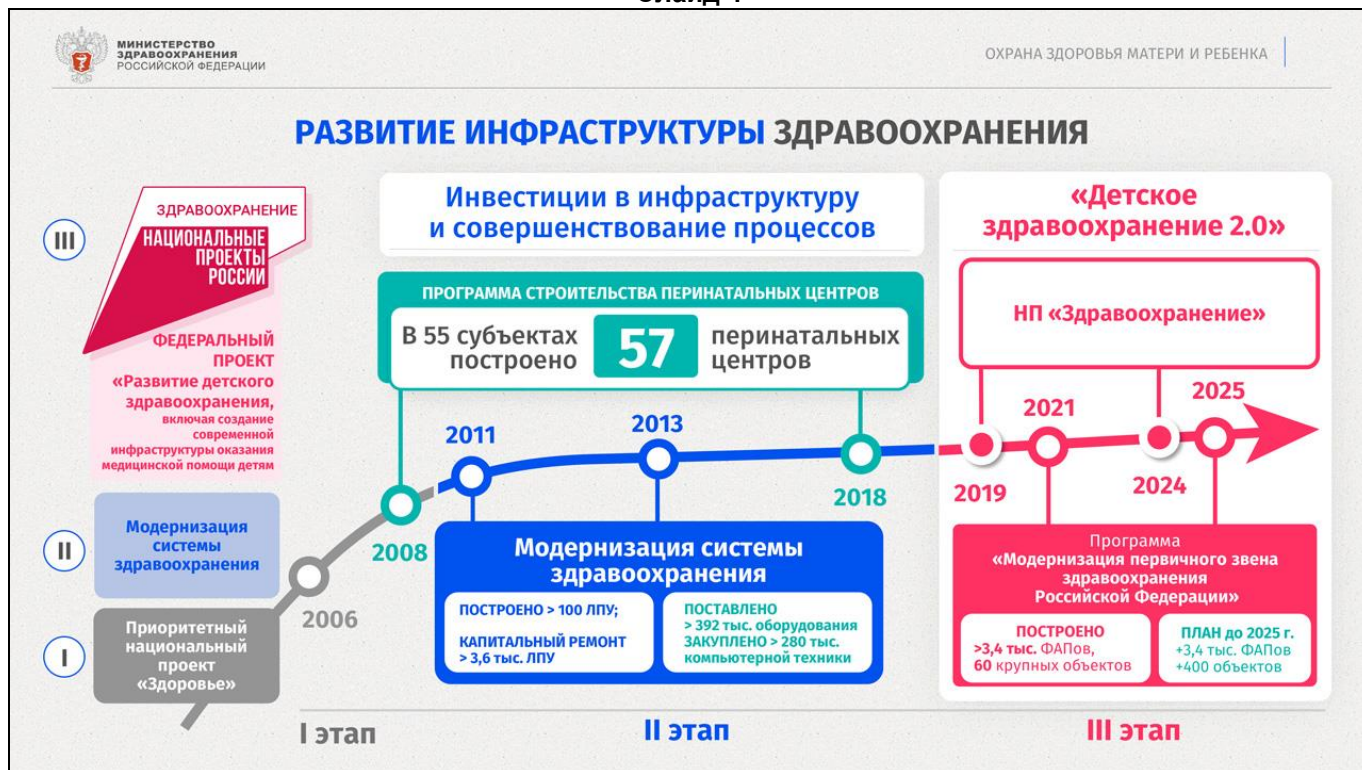 МИНИСТЕРСТВО
ЗДРАВООХРАНЕНИЯ
РОССИЙСКОЙ ФЕДЕРАЦИИ
ОХРАНА ЗДОРОВЬЯ МАТЕРИ И РЕБЕНКА
РАЗВИТИЕ ИНФРАСТРУКТУРЫ ЗДРАВООХРАНЕНИЯ
III
ЗДРАВООХРАНЕНИЕ
НАЦИОНАЛЬНЫЕ
ПРОЕКТЫ
РОССИИ
ФЕДЕРАЛЬНЫЙ
ПРОЕКТ
«Развитие детского
здравоохранения,
включая создание
современной
инфраструктуры оказания
медицинской помощи детям
II
Модернизация
системы
здравоохранения
I
Приоритетный
национальный
проект
«Здоровье»
Инвестиции в инфраструктуру
и совершенствование процессов
ПРОГРАММА СТРОИТЕЛЬСТВА ПЕРИНАТАЛЬНЫХ ЦЕНТРОВ
В 55 субъектах
построено
57
перинатальных
центров
2006
2008
2011
2013
2018
Модернизация системы
здравоохранения
ПОСТРОЕНО > 100 ЛПУ;
КАПИТАЛЬНЫЙ РЕМОНТ
> 3,6 тыс. ЛПУ
ПОСТАВЛЕНО
> 392 тыс. оборудования
ЗАКУПЛЕНО > 280 тыс.
компьютерной техники
«Детское
здравоохранение 2.0»
НП «Здравоохранение»
2019
2021
2024
2025
Программа
«Модернизация первичного звена
здравоохранения
Российской Федерации»
ПОСТРОЕНО
>3,4 тыс. ФАПов,
60 крупных объектов
ПЛАН до 2025 г.
+3,4 тыс. ФАПов
+400 объектов
I этап
II этап
III этап